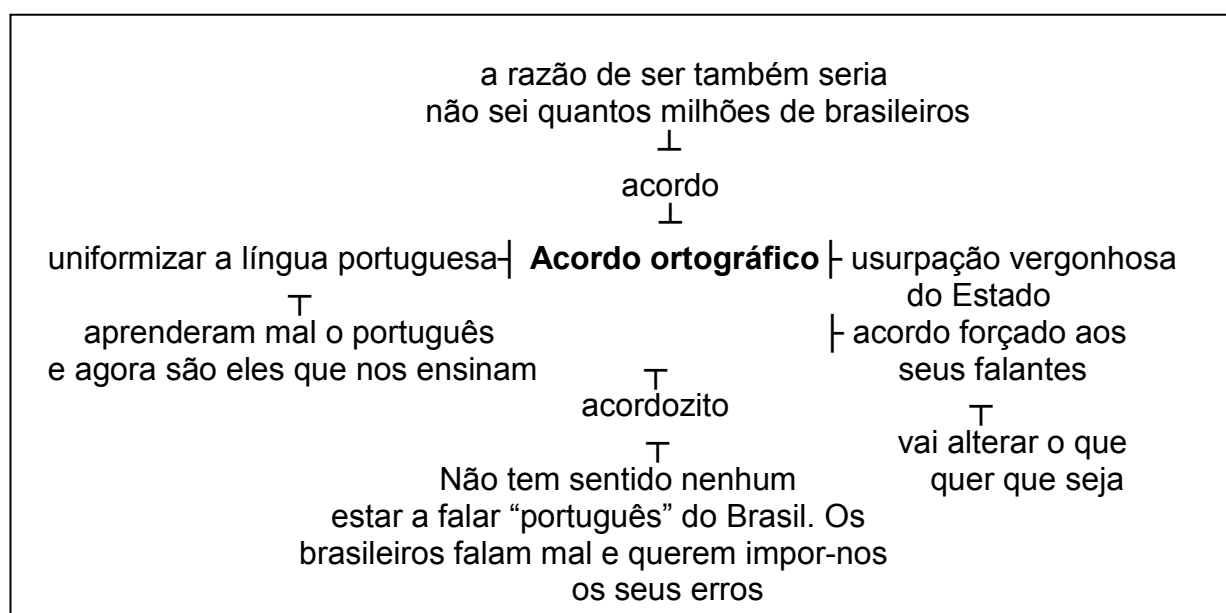 a razão de ser também seria
não sei quantos milhões de brasileiros
┴
acordo
┴
uniformizar a língua portuguesa┤ Acordo ortográfico ├ usurpação vergonhosa
do Estado
┬
aprenderam mal o português
e agora são eles que nos ensinam
├ acordo forçado aos
seus falantes
┬
acordozito
┬
vai alterar o que
quer que seja
┬
Não tem sentido nenhum
estar a falar “português” do Brasil. Os
brasileiros falam mal e querem impor-nos
os seus erros